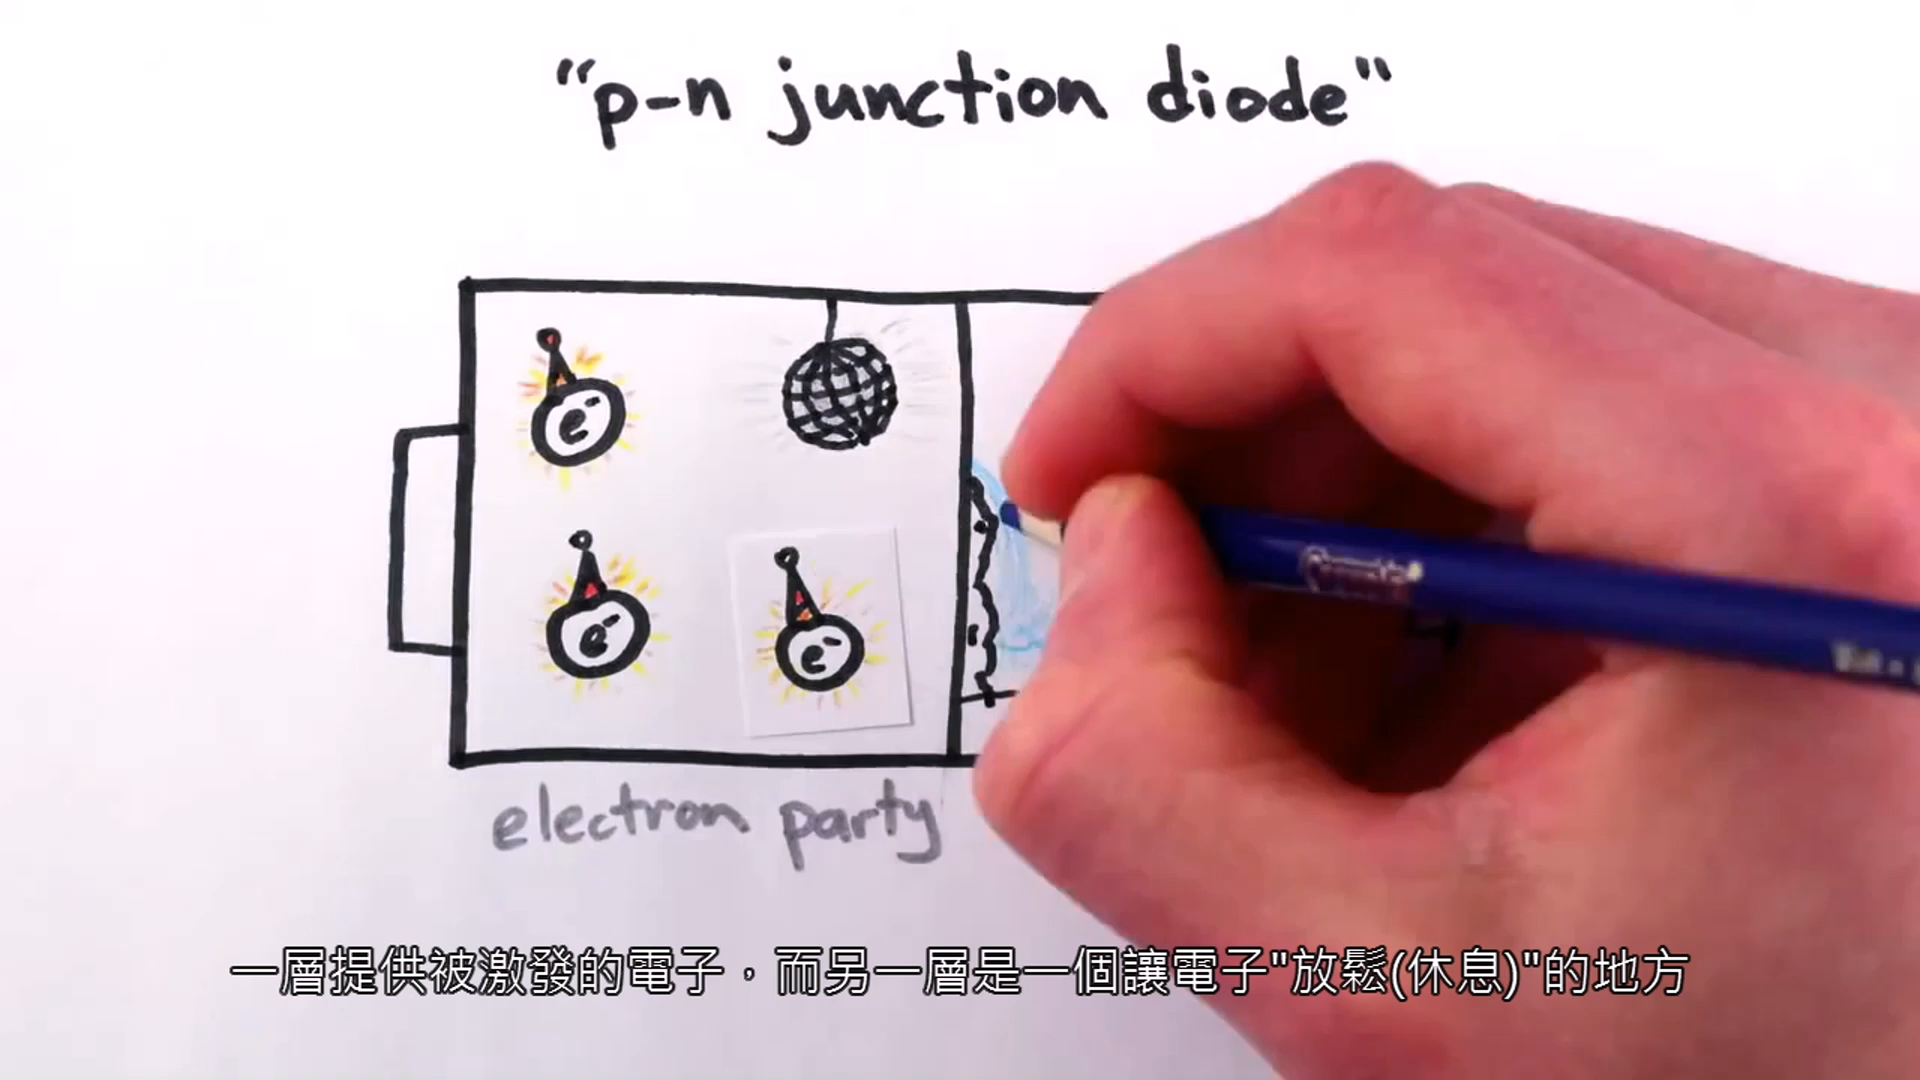 "p-n junction diode"
e-
e-
e-
electron party
一層提供被激發的電子，而另一層是一個讓電子"放鬆(休息)"的地方